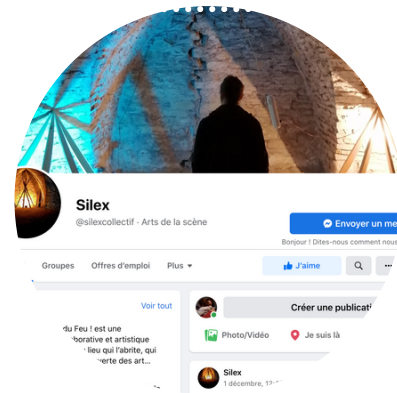 Silex
@silexcollectif · Arts de la scène
Envoyer un me
Bonjour ! Dites-nous comment nous
Groupes Offres d'emploi Plus
J'aime
Voir tout
Créer une publicati
du Feu ! est une
borative et artistique
lieu qui l'abrite, qui
verte des art...
Photo/Vidéo Je suis là
Silex
1 décembre, 12: